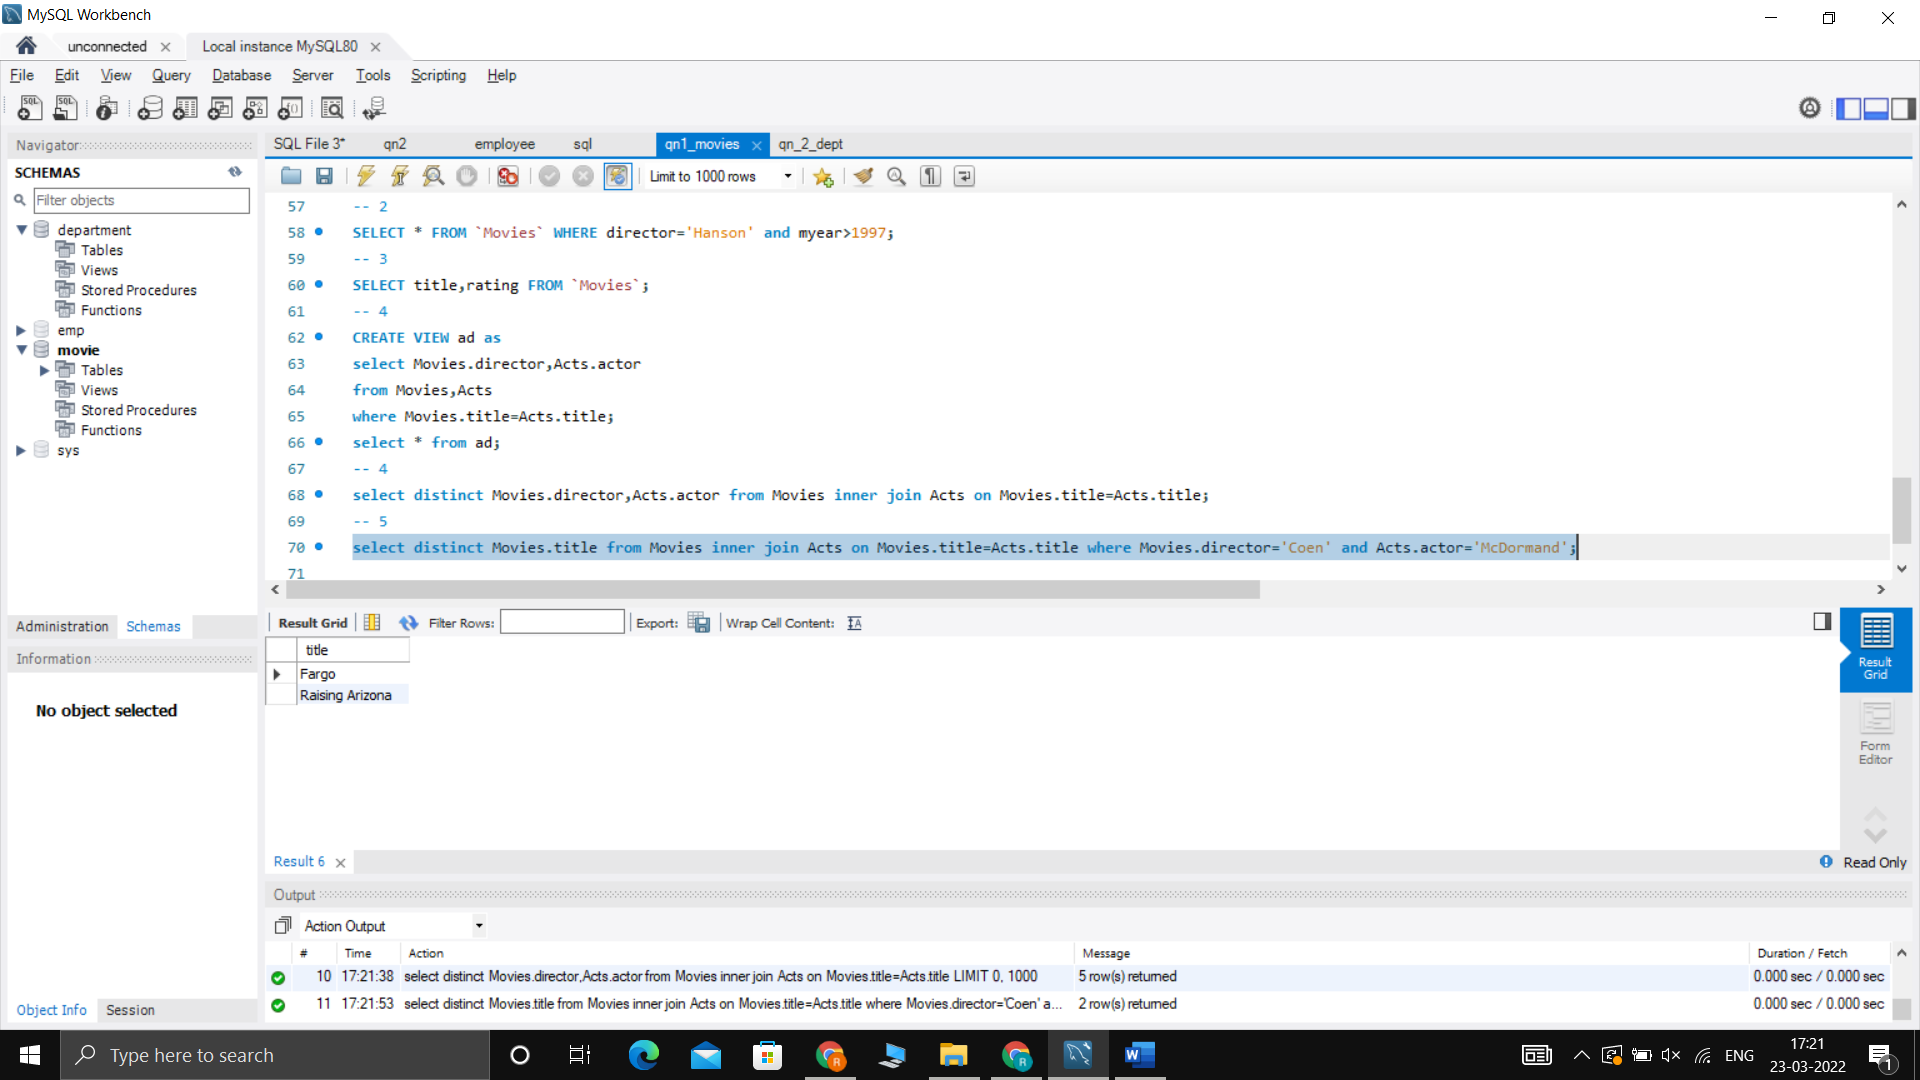 MySQL Workbench
unconnected
Local instance MySQL80
File Edit View Query Database Server Tools Scripting Help
Navigator
SCHEMAS
Filter objects
department
Tables
Views
Stored Procedures
Functions
emp
movie
Tables
Views
Stored Procedures
Functions
sys
Administration Schemas
Information
No object selected
Object Info Session
SQL File 3* qn2 employee sql qn1_movies qn_2_dept
Limit to 1000 rows
57 -- 2
58 SELECT * FROM `Movies` WHERE director='Hanson' and myear>1997;
59 -- 3
60 SELECT title,rating FROM `Movies`;
61 -- 4
62 CREATE VIEW ad as
63 select Movies.director,Acts.actor
64 from Movies,Acts
65 where Movies.title=Acts.title;
66 select * from ad;
67 -- 4
68 select distinct Movies.director,Acts.actor from Movies inner join Acts on Movies.title=Acts.title;
69 -- 5
70 select distinct Movies.title from Movies inner join Acts on Movies.title=Acts.title where Movies.director='Coen' and Acts.actor='McDormand';
71
Result Grid Filter Rows: Export: Wrap Cell Content:
title
Fargo
Raising Arizona
Result Grid
Form Editor
Result 6
Read Only
Output
Action Output
# Time Action Message Duration / Fetch
10 17:21:38 select distinct Movies.director,Acts.actor from Movies inner join Acts on Movies.title=Acts.title LIMIT 0, 1000 5 row(s) returned 0.000 sec / 0.000 sec
11 17:21:53 select distinct Movies.title from Movies inner join Acts on Movies.title=Acts.title where Movies.director='Coen' a... 2 row(s) returned 0.000 sec / 0.000 sec
Type here to search
ENG
17:21
23-03-2022
1